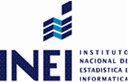 INEI
INSTITUTO
NACIONAL DE
ESTADISTICA E
INFORMATICA